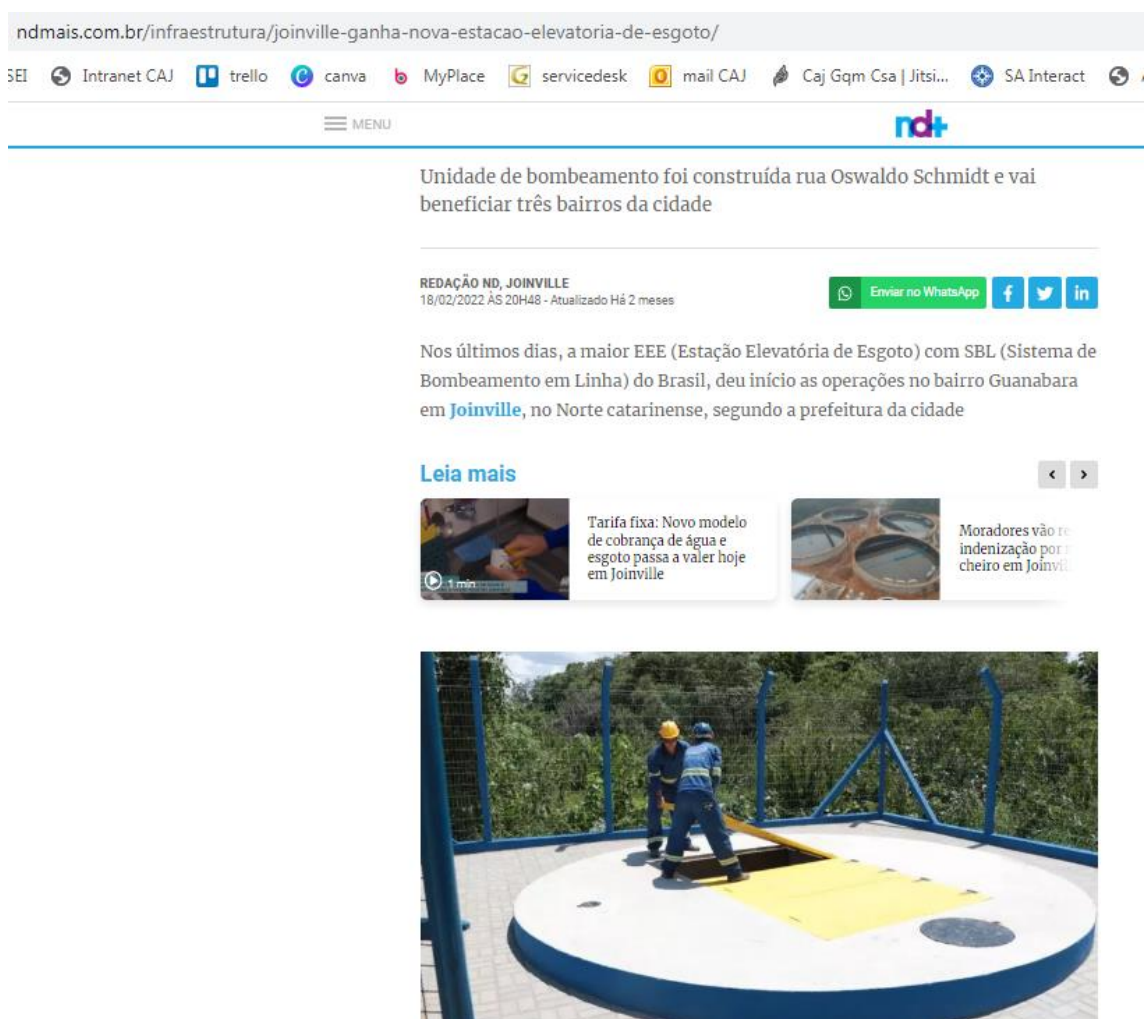 ndmais.com.br/infraestrutura/joinville-ganha-nova-estacao-elevatoria-de-esgoto/
SEI Intranet CAJ trello canva MyPlace servicedesk mail CAJ Caj Gqm Csa | Jitsi... SA Interact
MENU
nd+
Unidade de bombeamento foi construída rua Oswaldo Schmidt e vai
beneficiar três bairros da cidade
REDAÇÃO ND, JOINVILLE
18/02/2022 ÀS 20H48 - Atualizado Há 2 meses
Enviar no WhatsApp
Nos últimos dias, a maior EEE (Estação Elevatória de Esgoto) com SBL (Sistema de
Bombeamento em Linha) do Brasil, deu início as operações no bairro Guanabara
em Joinville, no Norte catarinense, segundo a prefeitura da cidade
Leia mais
Tarifa fixa: Novo modelo
de cobrança de água e
esgoto passa a valer hoje
em Joinville
1 min
Moradores vão
indenização por
cheiro em